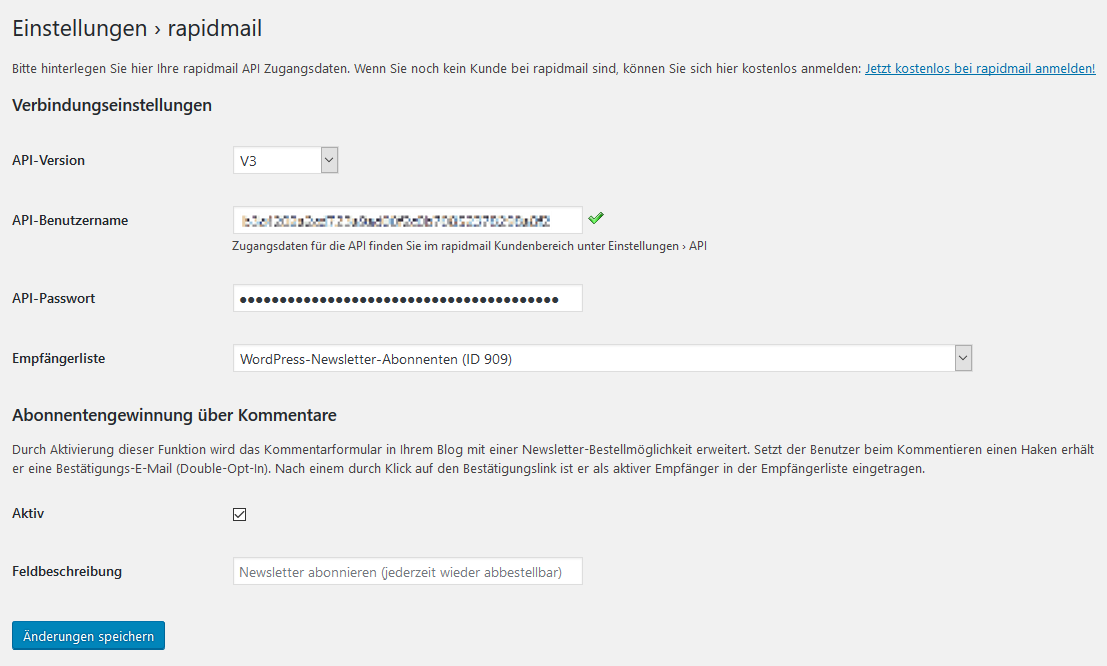 Einstellungen › rapidmail
Bitte hinterlegen Sie hier Ihre rapidmail API Zugangsdaten. Wenn Sie noch kein Kunde bei rapidmail sind, können Sie sich hier kostenlos anmelden: Jetzt kostenlos bei rapidmail anmelden!
Verbindungseinstellungen
API-Version V3
API-Benutzername
Zugangsdaten für die API finden Sie im rapidmail Kundenbereich unter Einstellungen › API
API-Passwort
Empfängerliste WordPress-Newsletter-Abonnenten (ID 909)
Abonnentengewinnung über Kommentare
Durch Aktivierung dieser Funktion wird das Kommentarformular in Ihrem Blog mit einer Newsletter-Bestellmöglichkeit erweitert. Setzt der Benutzer beim Kommentieren einen Haken erhält
er eine Bestätigungs-E-Mail (Double-Opt-In). Nach einem durch Klick auf den Bestätigungslink ist er als aktiver Empfänger in der Empfängerliste eingetragen.
Aktiv
Feldbeschreibung Newsletter abonnieren (jederzeit wieder abbestellbar)
Änderungen speichern